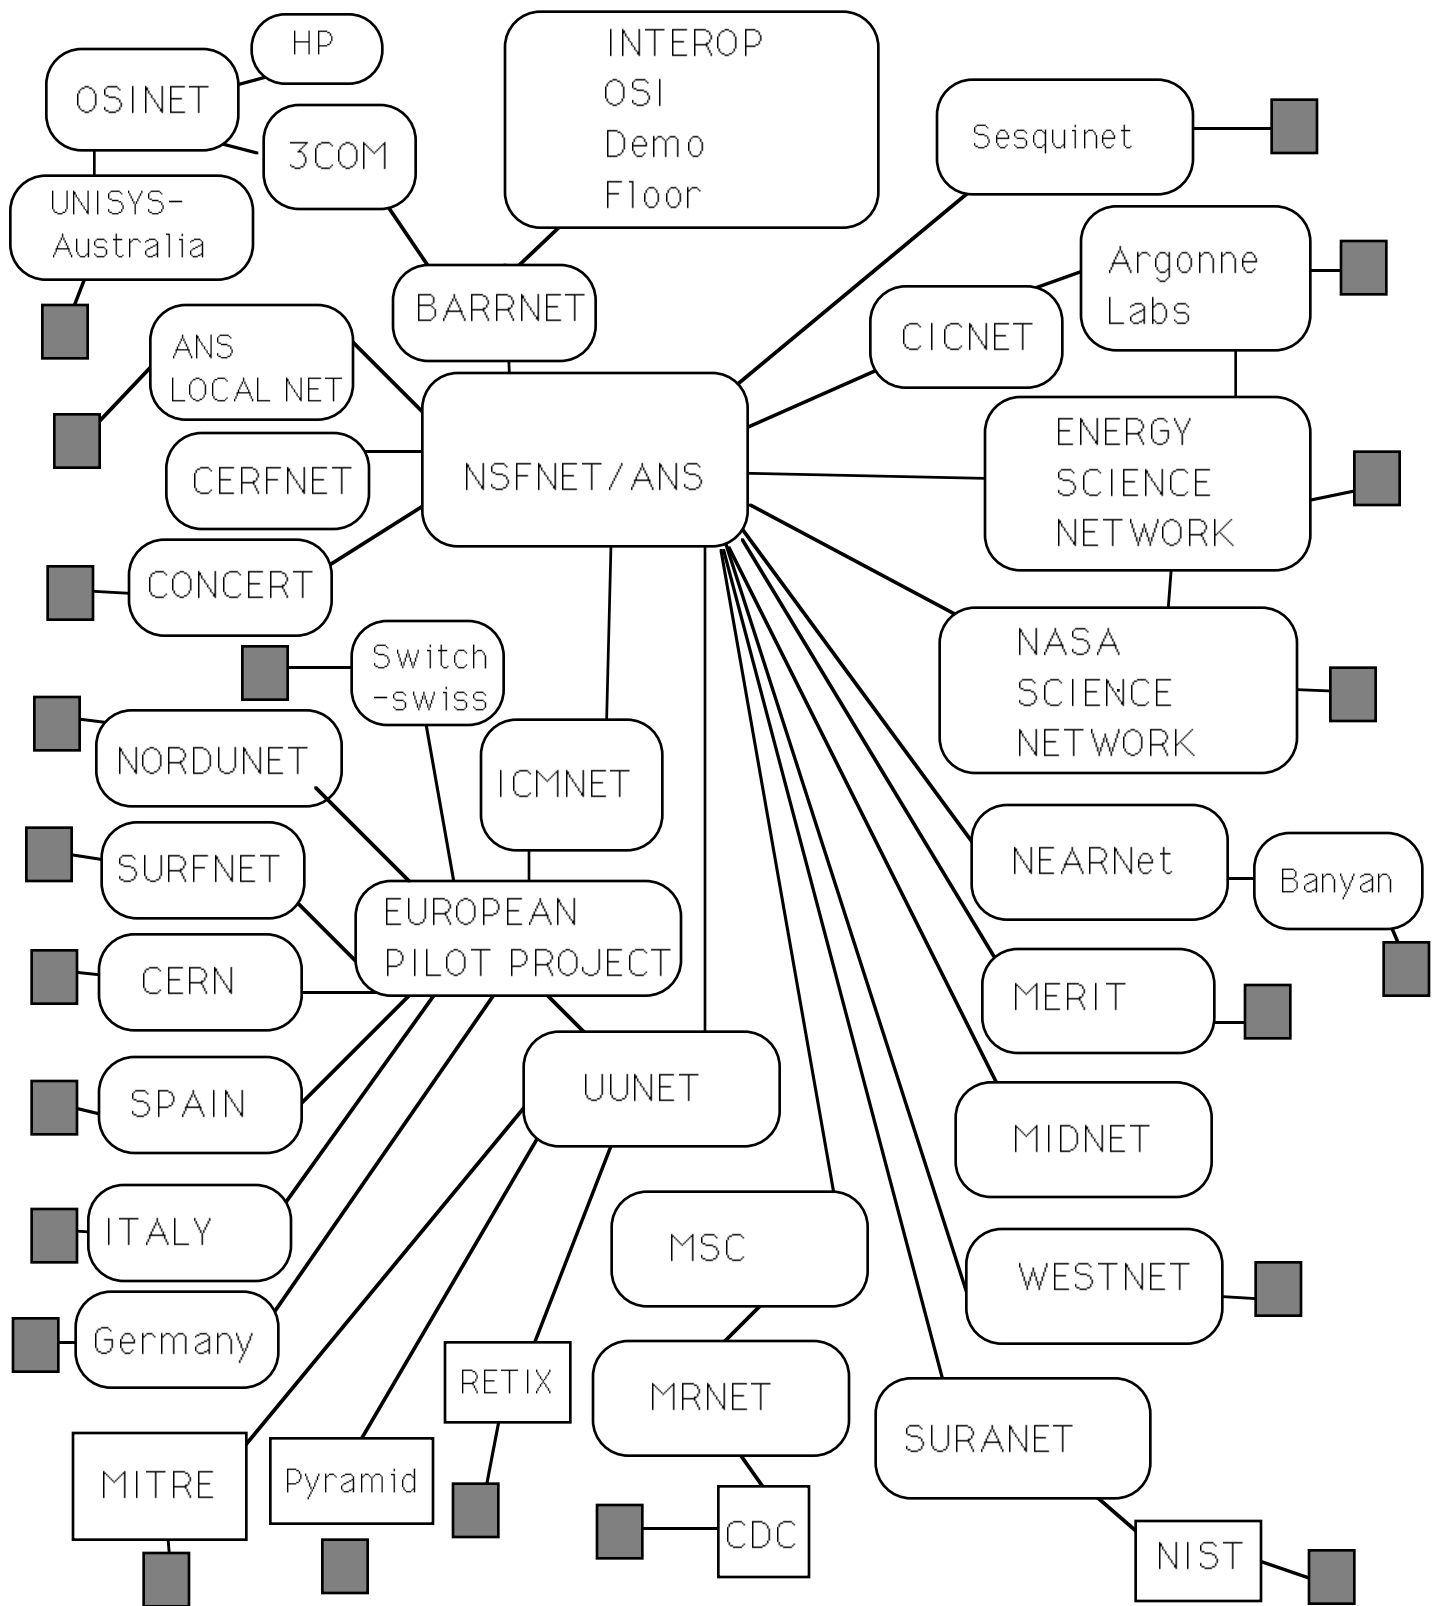 HP
INTEROP
OSI
Demo
Floor
OSINET
3COM
Sesquinet
UNISYS-
Australia
Argonne
Labs
BARRNET
CICNET
ANS
LOCAL NET
CERFNET
NSFNET/ANS
ENERGY
SCIENCE
NETWORK
CONCERT
Switch
-swiss
NASA
SCIENCE
NETWORK
NORDUNET
ICMNET
SURFNET
NEARNet
Banyan
EUROPEAN
PILOT PROJECT
CERN
MERIT
SPAIN
UUNET
MIDNET
ITALY
MSC
WESTNET
Germany
RETIX
MRNET
SURANET
MITRE
Pyramid
CDC
NIST